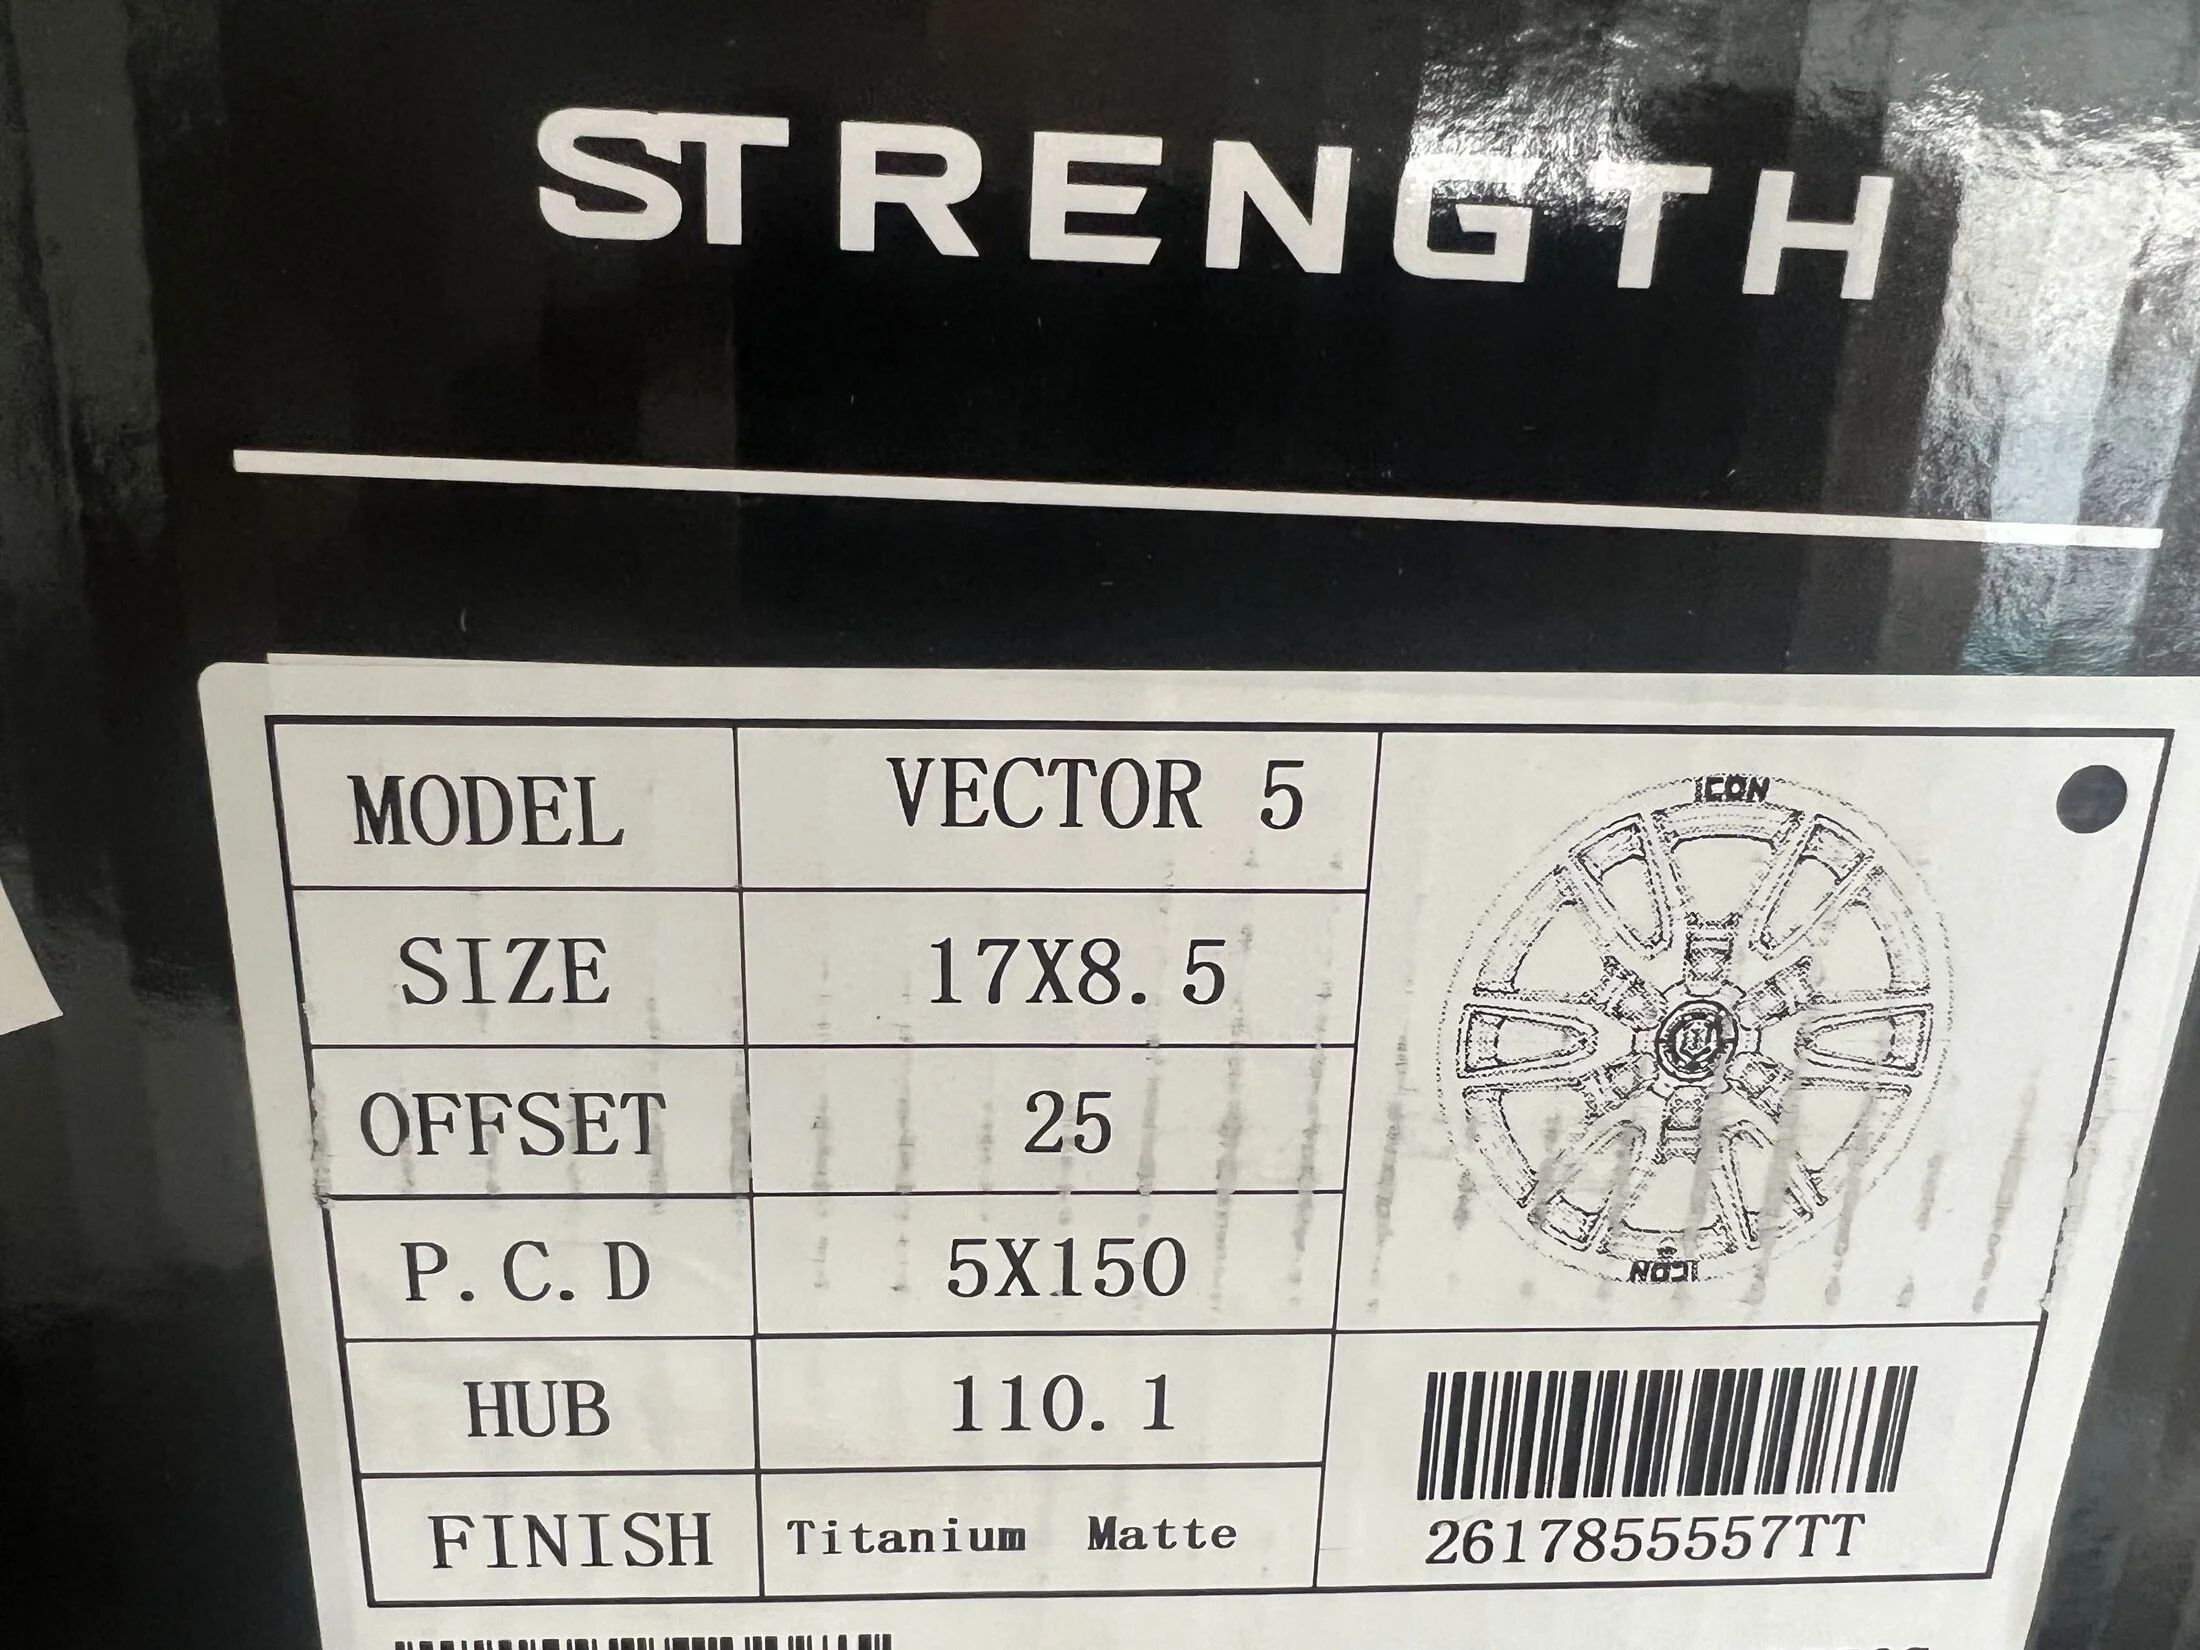 STRENGTH
MODEL VECTOR 5
ICON
SIZE 17X8.5
OFFSET 25
P.C.D 5X150
ICON
HUB 110.1
FINISH Titanium Matte
2617855557TT